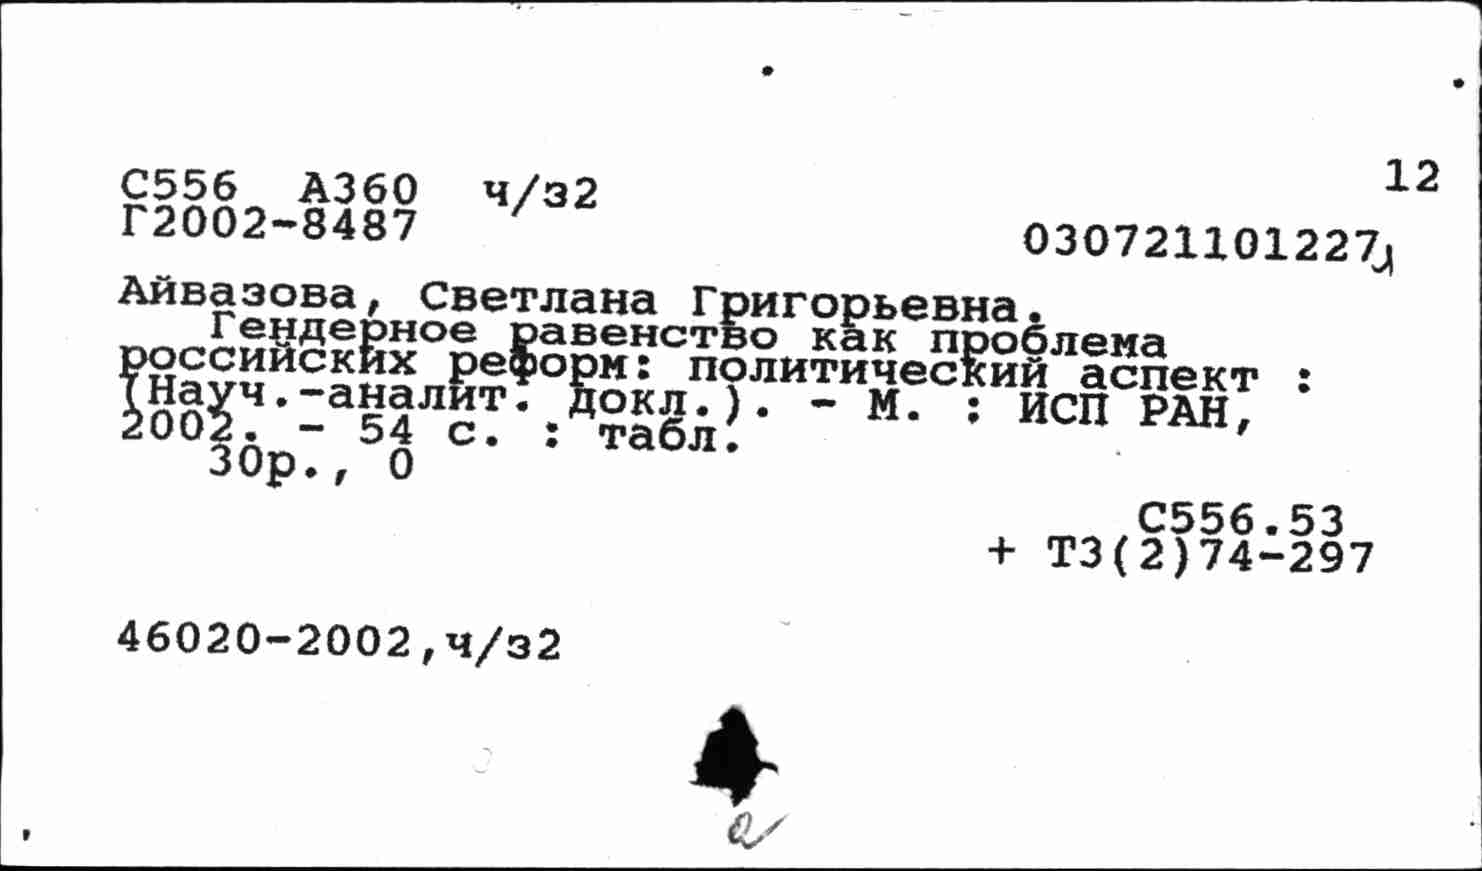 С556  А360  ч/з2
12
Г2002-8487
030721101227
Айвазова, Светлана Григорьевна.
Гендерное равенство как проблема
российских реформ: политический аспект :
(Науч.-аналит. докл.). - М. : ИСП РАН,
2002. - 54 с. : табл.
30р., 0
С556.53
+ Т3(2)74-297
46020-2002,ч/з2